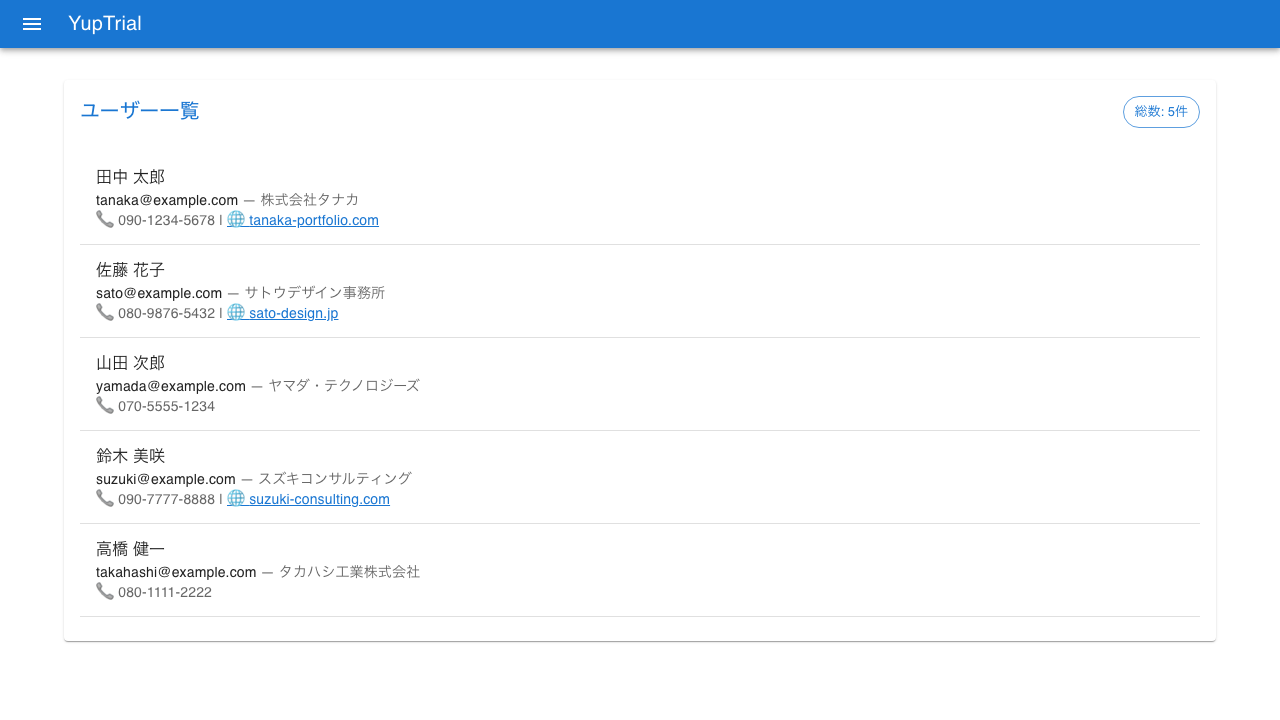 YupTrial
ユーザー一覧
総数: 5件
田中 太郎
tanaka@example.com — 株式会社タナカ
📞 090-1234-5678 | 🌐 tanaka-portfolio.com
佐藤 花子
sato@example.com — サトウデザイン事務所
📞 080-9876-5432 | 🌐 sato-design.jp
山田 次郎
yamada@example.com — ヤマダ・テクノロジーズ
📞 070-5555-1234
鈴木 美咲
suzuki@example.com — スズキコンサルティング
📞 090-7777-8888 | 🌐 suzuki-consulting.com
高橋 健一
takahashi@example.com — タカハシ工業株式会社
📞 080-1111-2222